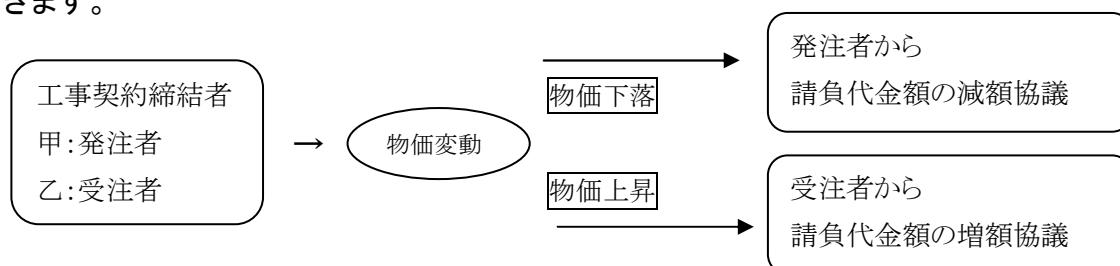 きます。
工事契約締結者
甲:発注者
乙:受注者
→
物価変動
物価下落
発注者から
請負代金額の減額協議
物価上昇
受注者から
請負代金額の増額協議